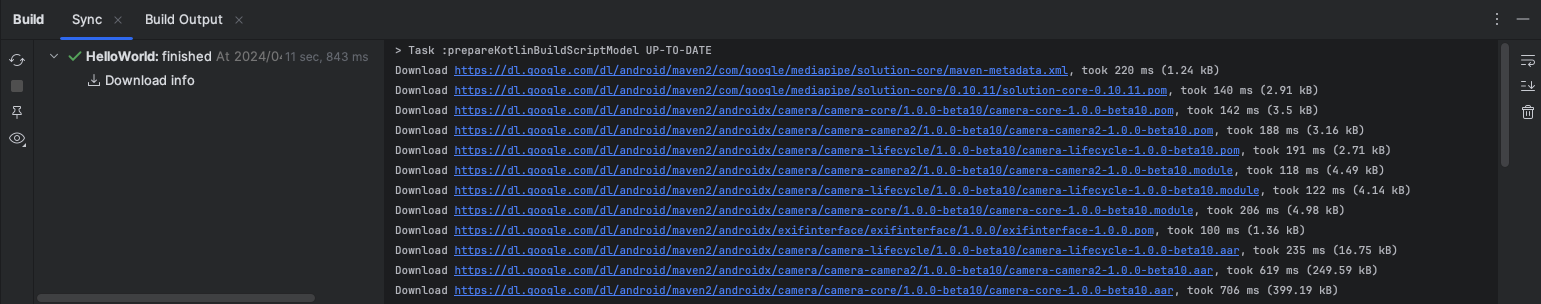 Build Sync Build Output
HelloWorld: finished At 2024/0 11 sec, 843 ms
Download info
> Task :prepareKotlinBuildScriptModel UP-TO-DATE
Download https://dl.google.com/dl/android/maven2/com/google/mediapipe/solution-core/maven-metadata.xml, took 220 ms (1.24 kB)
Download https://dl.google.com/dl/android/maven2/com/google/mediapipe/solution-core/0.10.11/solution-core-0.10.11.pom, took 140 ms (2.91 kB)
Download https://dl.google.com/dl/android/maven2/androidx/camera/camera-core/1.0.0-beta10/camera-core-1.0.0-beta10.pom, took 142 ms (3.5 kB)
Download https://dl.google.com/dl/android/maven2/androidx/camera/camera-camera2/1.0.0-beta10/camera-camera2-1.0.0-beta10.pom, took 188 ms (3.16 kB)
Download https://dl.google.com/dl/android/maven2/androidx/camera/camera-lifecycle/1.0.0-beta10/camera-lifecycle-1.0.0-beta10.pom, took 191 ms (2.71 kB)
Download https://dl.google.com/dl/android/maven2/androidx/camera/camera-camera2/1.0.0-beta10/camera-camera2-1.0.0-beta10.module, took 118 ms (4.49 kB)
Download https://dl.google.com/dl/android/maven2/androidx/camera/camera-lifecycle/1.0.0-beta10/camera-lifecycle-1.0.0-beta10.module, took 122 ms (4.14 kB)
Download https://dl.google.com/dl/android/maven2/androidx/camera/camera-core/1.0.0-beta10/camera-core-1.0.0-beta10.module, took 206 ms (4.98 kB)
Download https://dl.google.com/dl/android/maven2/androidx/exifinterface/exifinterface/1.0.0/exifinterface-1.0.0.pom, took 100 ms (1.36 kB)
Download https://dl.google.com/dl/android/maven2/androidx/camera/camera-lifecycle/1.0.0-beta10/camera-lifecycle-1.0.0-beta10.aar, took 235 ms (16.75 kB)
Download https://dl.google.com/dl/android/maven2/androidx/camera/camera-camera2/1.0.0-beta10/camera-camera2-1.0.0-beta10.aar, took 619 ms (249.59 kB)
Download https://dl.google.com/dl/android/maven2/androidx/camera/camera-core/1.0.0-beta10/camera-core-1.0.0-beta10.aar, took 706 ms (399.19 kB)